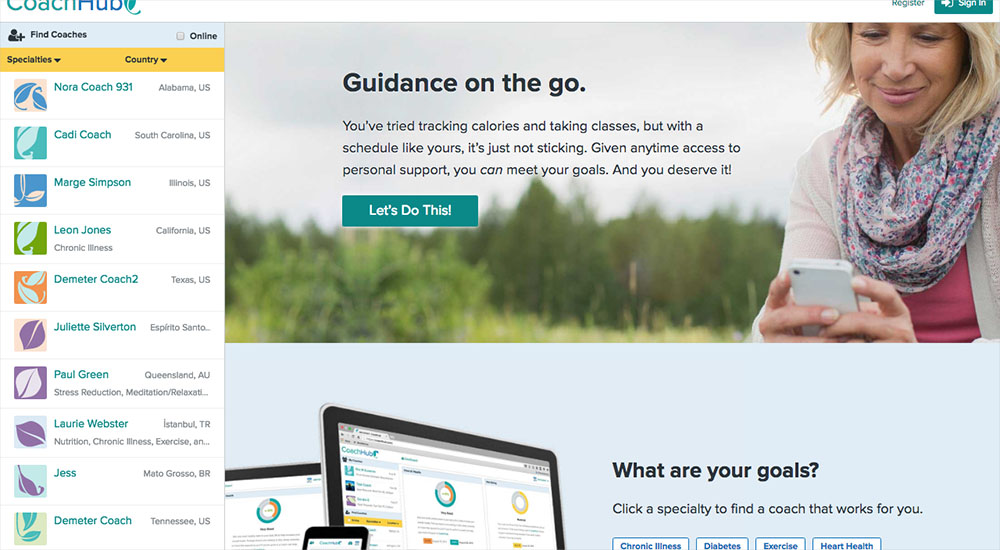 CoachHub
Register
Sign In
Find Coaches
Online
Specialties
Country
Nora Coach 931
Alabama, US
Cadi Coach
South Carolina, US
Marge Simpson
Illinois, US
Leon Jones
California, US
Chronic Illness
Demeter Coach2
Texas, US
Juliette Silverton
Espírito Santo...
Paul Green
Queensland, AU
Stress Reduction, Meditation/Relaxati...
Laurie Webster
İstanbul, TR
Nutrition, Chronic Illness, Exercise, an...
Jess
Mato Grosso, BR
Demeter Coach
Tennessee, US
Guidance on the go.
You've tried tracking calories and taking classes, but with a
schedule like yours, it's just not sticking. Given anytime access to
personal support, you can meet your goals. And you deserve it!
Let's Do This!
CoachHub
CoachHub
What are your goals?
Click a specialty to find a coach that works for you.
Chronic Illness
Diabetes
Exercise
Heart Health